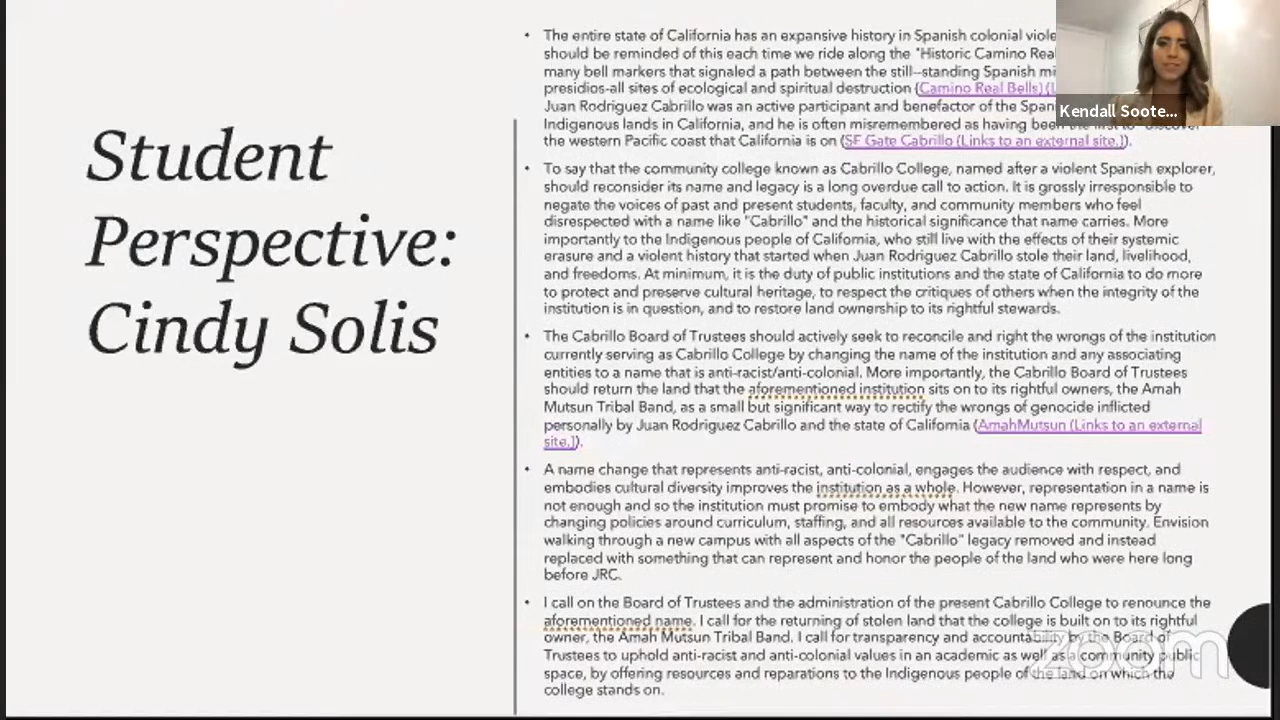 Student
Perspective:
Cindy Solis
• The entire state of California has an expansive history in Spanish colonial
should be reminded of this each time we ride along the "Historic Camino
many bell markers that signaled a path between the still--standing Spanish
presidios-all sites of ecological and spiritual destruction (Camino Real Bells)
Juan Rodriguez Cabrillo was an active participant and benefactor of the
Indigenous lands in California, and he is often misremembered as having been the first to
the western Pacific coast that California is on (SF Gate Cabrillo (Links to an external site.)).
• To say that the community college known as Cabrillo College, named after a violent Spanish explorer,
should reconsider its name and legacy is a long overdue call to action. It is grossly irresponsible to
negate the voices of past and present students, faculty, and community members who feel
disrespected with a name like "Cabrillo" and the historical significance that name carries. More
importantly to the Indigenous people of California, who still live with the effects of their systemic
erasure and a violent history that started when Juan Rodriguez Cabrillo stole their land, livelihood,
and freedoms. At minimum, it is the duty of public institutions and the state of California to do more
to protect and preserve cultural heritage, to respect the critiques of others when the integrity of the
institution is in question, and to restore land ownership to its rightful stewards.
• The Cabrillo Board of Trustees should actively seek to reconcile and right the wrongs of the institution
currently serving as Cabrillo College by changing the name of the institution and any associating
entities to a name that is anti-racist/anti-colonial. More importantly, the Cabrillo Board of Trustees
should return the land that the aforementioned institution sits on to its rightful owners, the Amah
Mutsun Tribal Band, as a small but significant way to rectify the wrongs of genocide inflicted
personally by Juan Rodriguez Cabrillo and the state of California (AmahMutsun (Links to an external
site.)).
• A name change that represents anti-racist, anti-colonial, engages the audience with respect, and
embodies cultural diversity improves the institution as a whole. However, representation in a name is
not enough and so the institution must promise to embody what the new name represents by
changing policies around curriculum, staffing, and all resources available to the community. Envision
walking through a new campus with all aspects of the "Cabrillo" legacy removed and instead
replaced with something that can represent and honor the people of the land who were here long
before JRC.
• I call on the Board of Trustees and the administration of the present Cabrillo College to renounce the
aforementioned name. I call for the returning of stolen land that the college is built on to its rightful
owner, the Amah Mutsun Tribal Band. I call for transparency and accountability by the Board of
Trustees to uphold anti-racist and anti-colonial values in an academic as well as a community public
space, by offering resources and reparations to the Indigenous people of the land on which the
college stands on.
Kendall Soote...
zoom